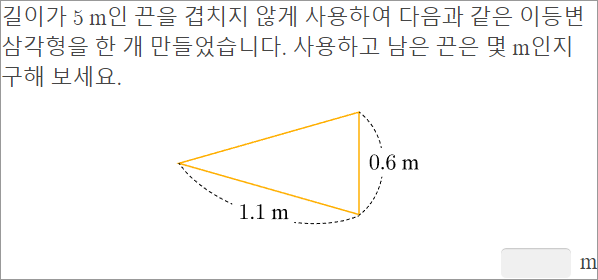 길이가 5 m인 끈을 겹치지 않게 사용하여 다음과 같은 이등변
삼각형을 한 개 만들었습니다. 사용하고 남은 끈은 몇 m인지
구해 보세요.
0.6 m
1.1 m
m